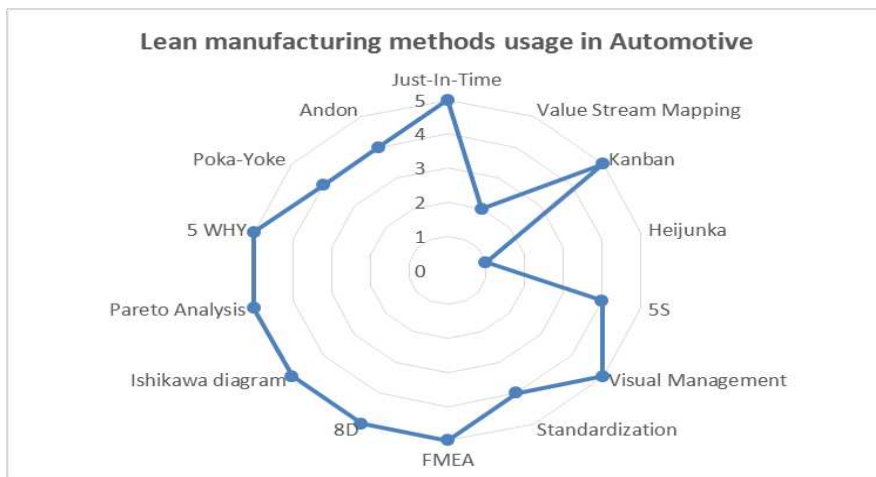 Lean manufacturing methods usage in Automotive
Just-In-Time
Value Stream Mapping
Kanban
Heijunka
5S
Visual Management
Standardization
FMEA
8D
Ishikawa diagram
Pareto Analysis
5 WHY
Poka-Yoke
Andon
5
4
3
2
1
0